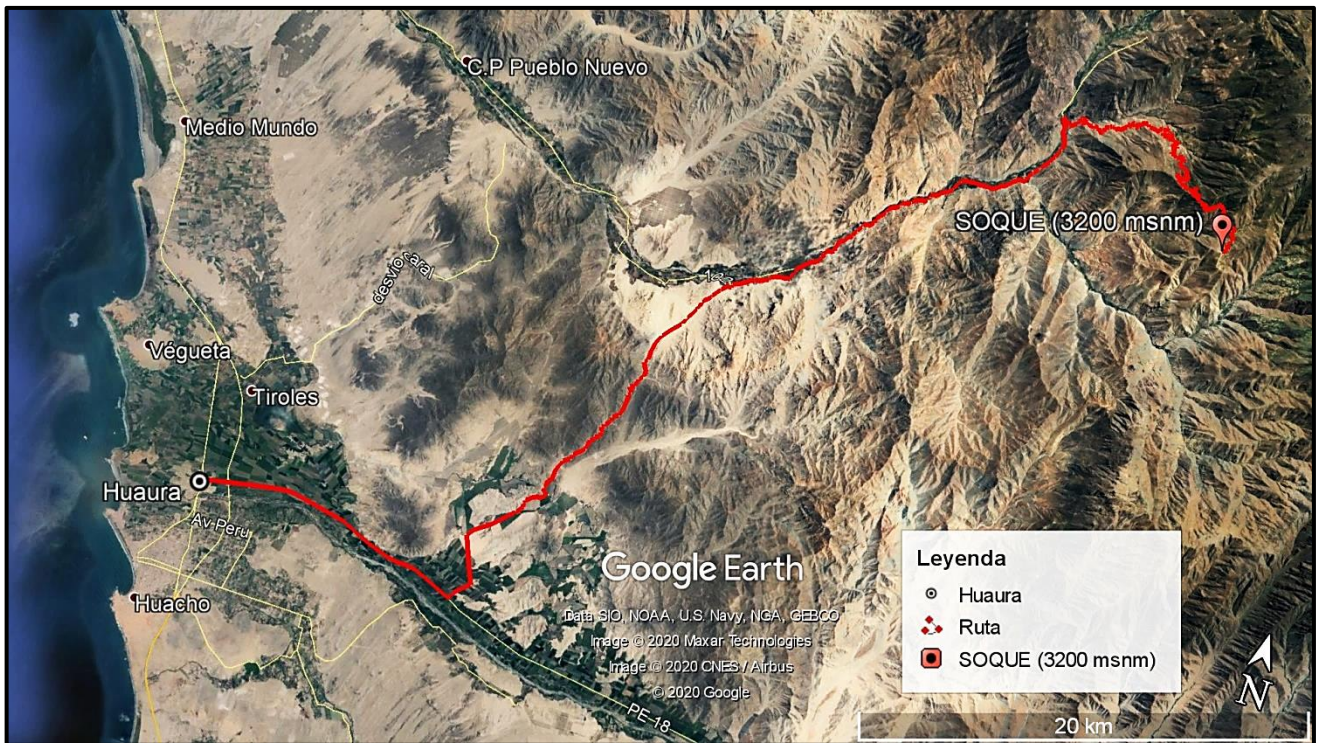 C.P Pueblo Nuevo
Medio Mundo
SOQUE (3200 msnm)
desvio caral
Végueta
Tiroles
Huaura
Av-Peru
Huacho
Google Earth
Data SIO, NOAA, U.S. Navy, NGA, GEBCO
Image © 2020 Maxar Technologies
Image © 2020 CNES / Airbus
© 2020 Google
PE-18
Leyenda
Huaura
Ruta
SOQUE (3200 msnm)
N
20 km